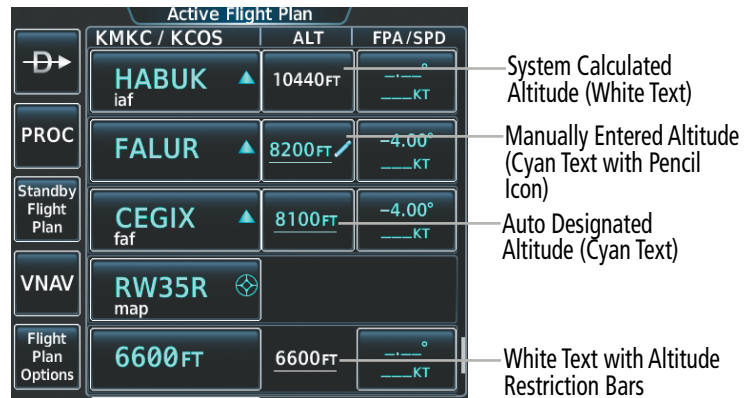 Active Flight Plan
KMKC / KCOS
ALT
FPA/SPD
D
HABUK
iaf
10440FT
_.__°
___KT
System Calculated
Altitude (White Text)
PROC
FALUR
8200FT
-4.00°
___KT
Manually Entered Altitude
(Cyan Text with Pencil
Icon)
Standby
Flight
Plan
CEGIX
faf
8100FT
-4.00°
___KT
Auto Designated
Altitude (Cyan Text)
VNAV
RW35R
map
Flight
Plan
Options
6600FT
6600FT
_.__°
___KT
White Text with Altitude
Restriction Bars